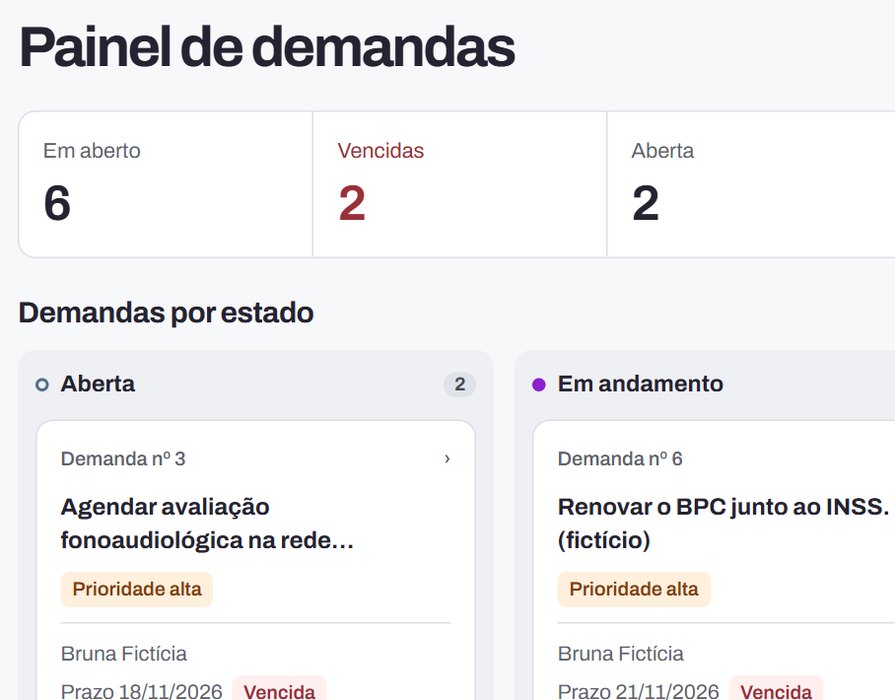 Painel de demandas
Em aberto
6
Vencidas
2
Aberta
2
Demandas por estado
Aberta
2
Demanda nº 3
›
Agendar avaliação
fonoaudiológica na rede…
Prioridade alta
Bruna Fictícia
Prazo 18/11/2026 Vencida
Em andamento
Demanda nº 6
Renovar o BPC junto ao INSS.
(fictício)
Prioridade alta
Bruna Fictícia
Prazo 21/11/2026 Vencida